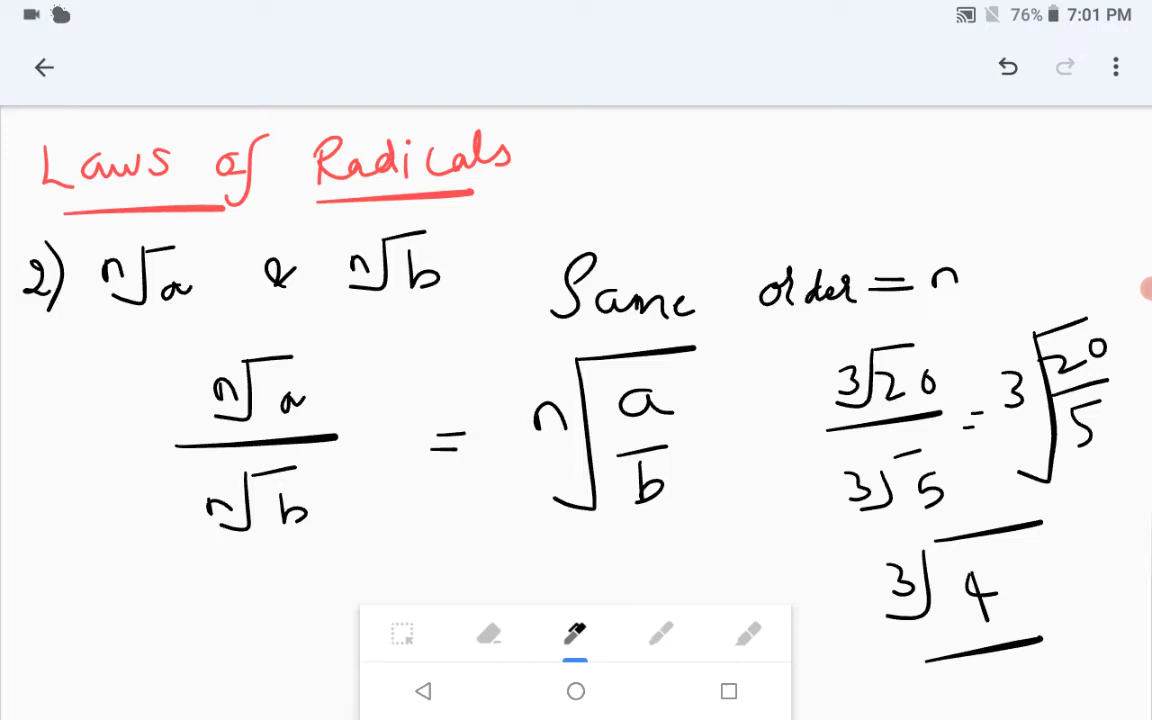 76% 7:01 PM
Laws of Radicals
2) ⁿ√a & ⁿ√b Same order = n
ⁿ√a / ⁿ√b = ⁿ√(a/b)
³√20 / ³√5 = ³√(20/5)
³√4